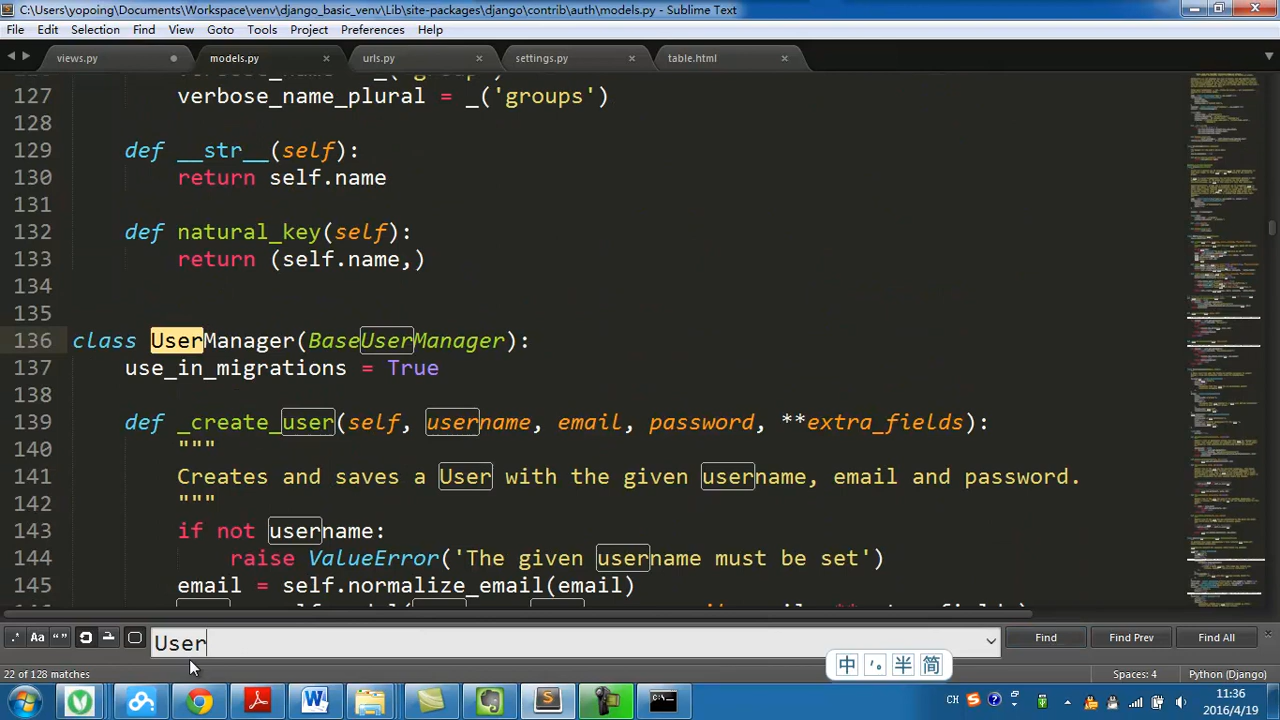 C:\Users\yopoing\Documents\Workspace\venv\django_basic_venv\Lib\site-packages\django\contrib\auth\models.py - Sublime Text
File Edit Selection Find View Goto Tools Project Preferences Help
views.py models.py urls.py settings.py table.html
127 verbose_name_plural = _('groups')
128
129 def __str__(self):
130 return self.name
131
132 def natural_key(self):
133 return (self.name,)
134
135
136 class UserManager(BaseUserManager):
137 use_in_migrations = True
138
139 def _create_user(self, username, email, password, **extra_fields):
140 """
141 Creates and saves a User with the given username, email and password.
142 """
143 if not username:
144 raise ValueError('The given username must be set')
145 email = self.normalize_email(email)
.* Aa “ ” User Find Find Prev Find All
中 半 简
22 of 128 matches Spaces: 4 Python (Django)
CH 11:36
2016/4/19